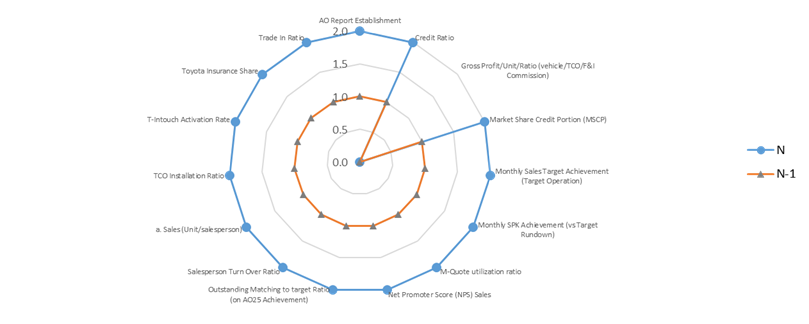 AO Report Establishment
2.0
Trade In Ratio
Credit Ratio
Toyota Insurance Share
1.5
Gross Profit/Unit/Ratio (vehicle/TCO/F&I
Commission)
1.0
T-Intouch Activation Rate
Market Share Credit Portion (MSCP)
0.5
N
0.0
N-1
TCO Installation Ratio
Monthly Sales Target Achievement
(Target Operation)
a. Sales (Unit/salesperson)
Monthly SPK Achievement (vs Target
Rundown)
Salesperson Turn Over Ratio
M-Quote utilization ratio
Outstanding Matching to target Ratio
(on AO25 Achievement)
Net Promoter Score (NPS) Sales